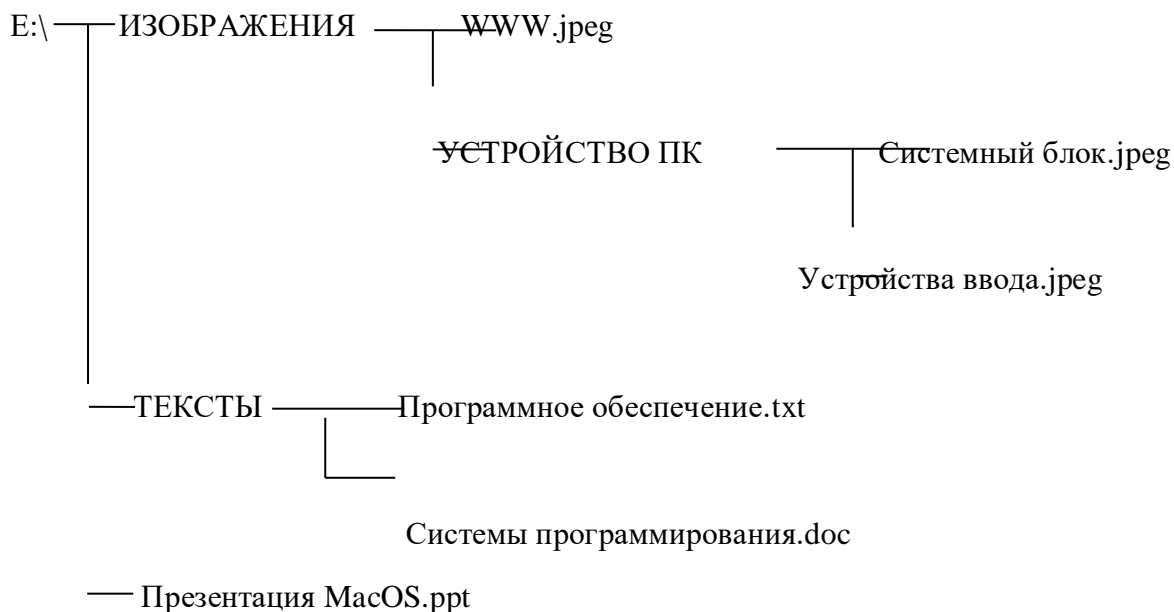 E:\ ИЗОБРАЖЕНИЯ WWW.jpeg
УСТРОЙСТВО ПК Системный блок.jpeg
Устройства ввода.jpeg
ТЕКСТЫ Программное обеспечение.txt
Системы программирования.doc
Презентация MacOS.ppt